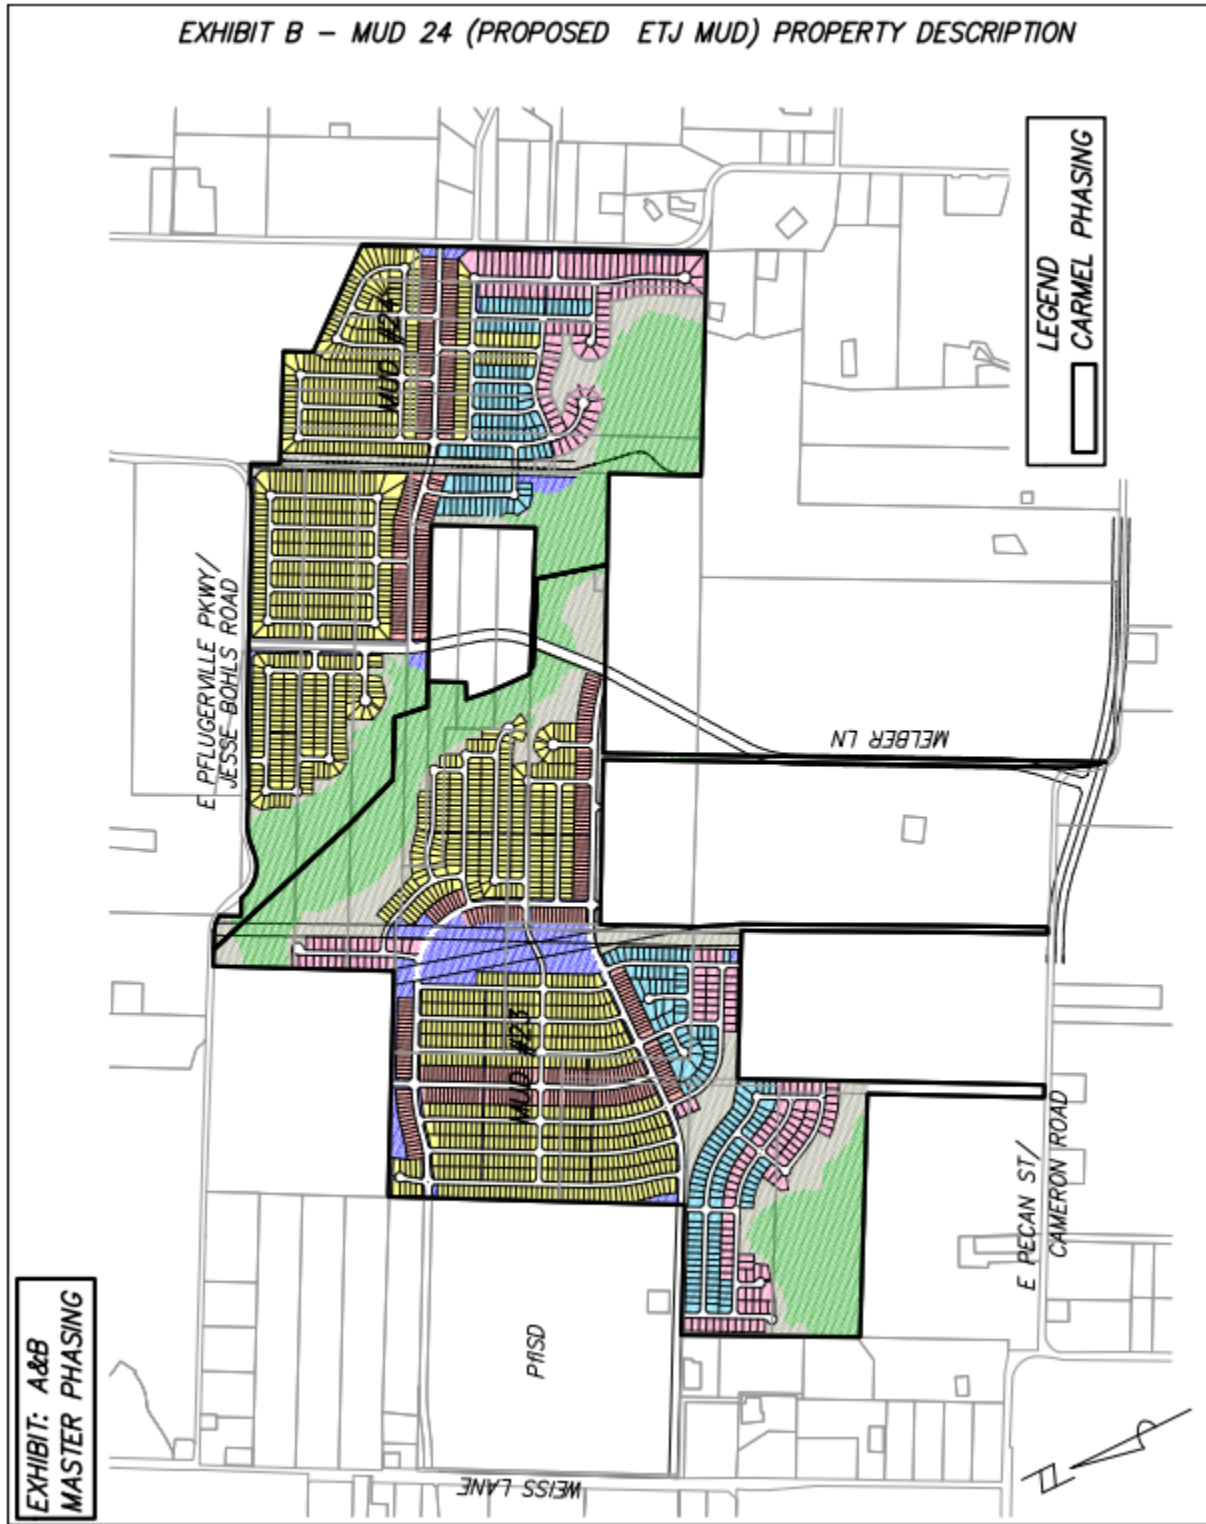 EXHIBIT B – MUD 24 (PROPOSED ETJ MUD) PROPERTY DESCRIPTION
LEGEND
CARMEL PHASING
MUD #24
E PFLUGERVILLE PKWY/
JESSE BOHLS ROAD
MELBER LN
MUD #23
E PECAN ST/
CAMERON ROAD
PfISD
WEISS LANE
EXHIBIT: A&B
MASTER PHASING